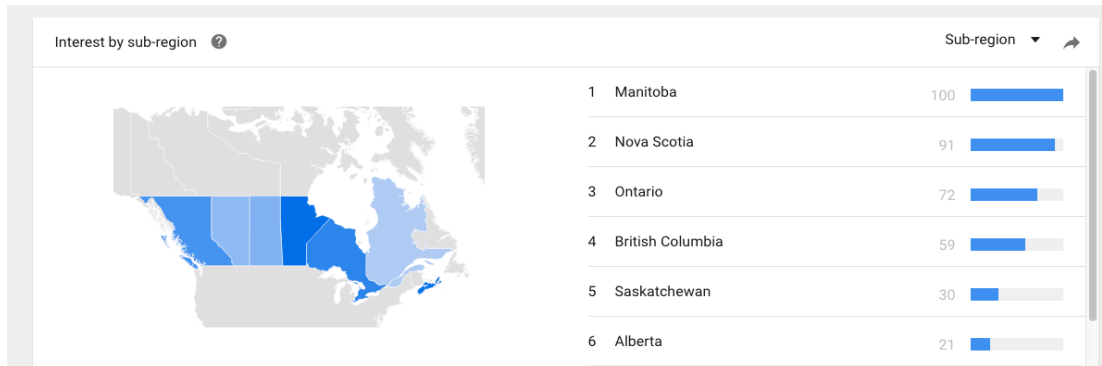 Interest by sub-region ?
Sub-region
1 Manitoba 100
2 Nova Scotia 91
3 Ontario 72
4 British Columbia 59
5 Saskatchewan 30
6 Alberta 21